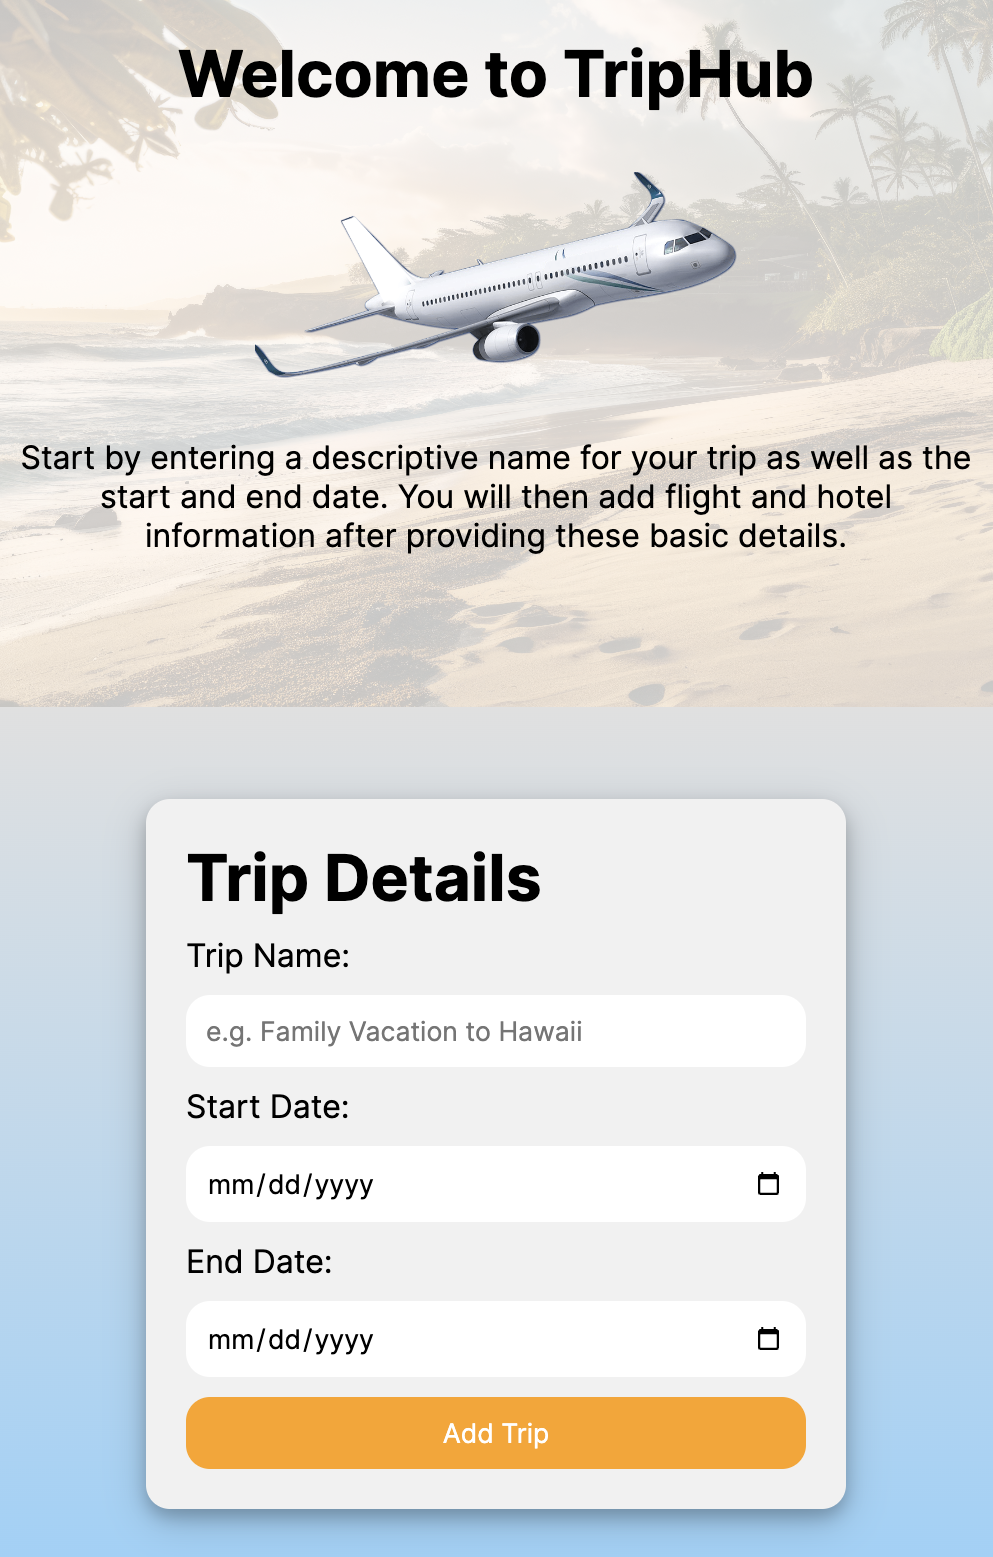 Welcome to TripHub
Start by entering a descriptive name for your trip as well as the
start and end date. You will then add flight and hotel
information after providing these basic details.
Trip Details
Trip Name:
e.g. Family Vacation to Hawaii
Start Date:
mm/dd/yyyy
End Date:
mm/dd/yyyy
Add Trip